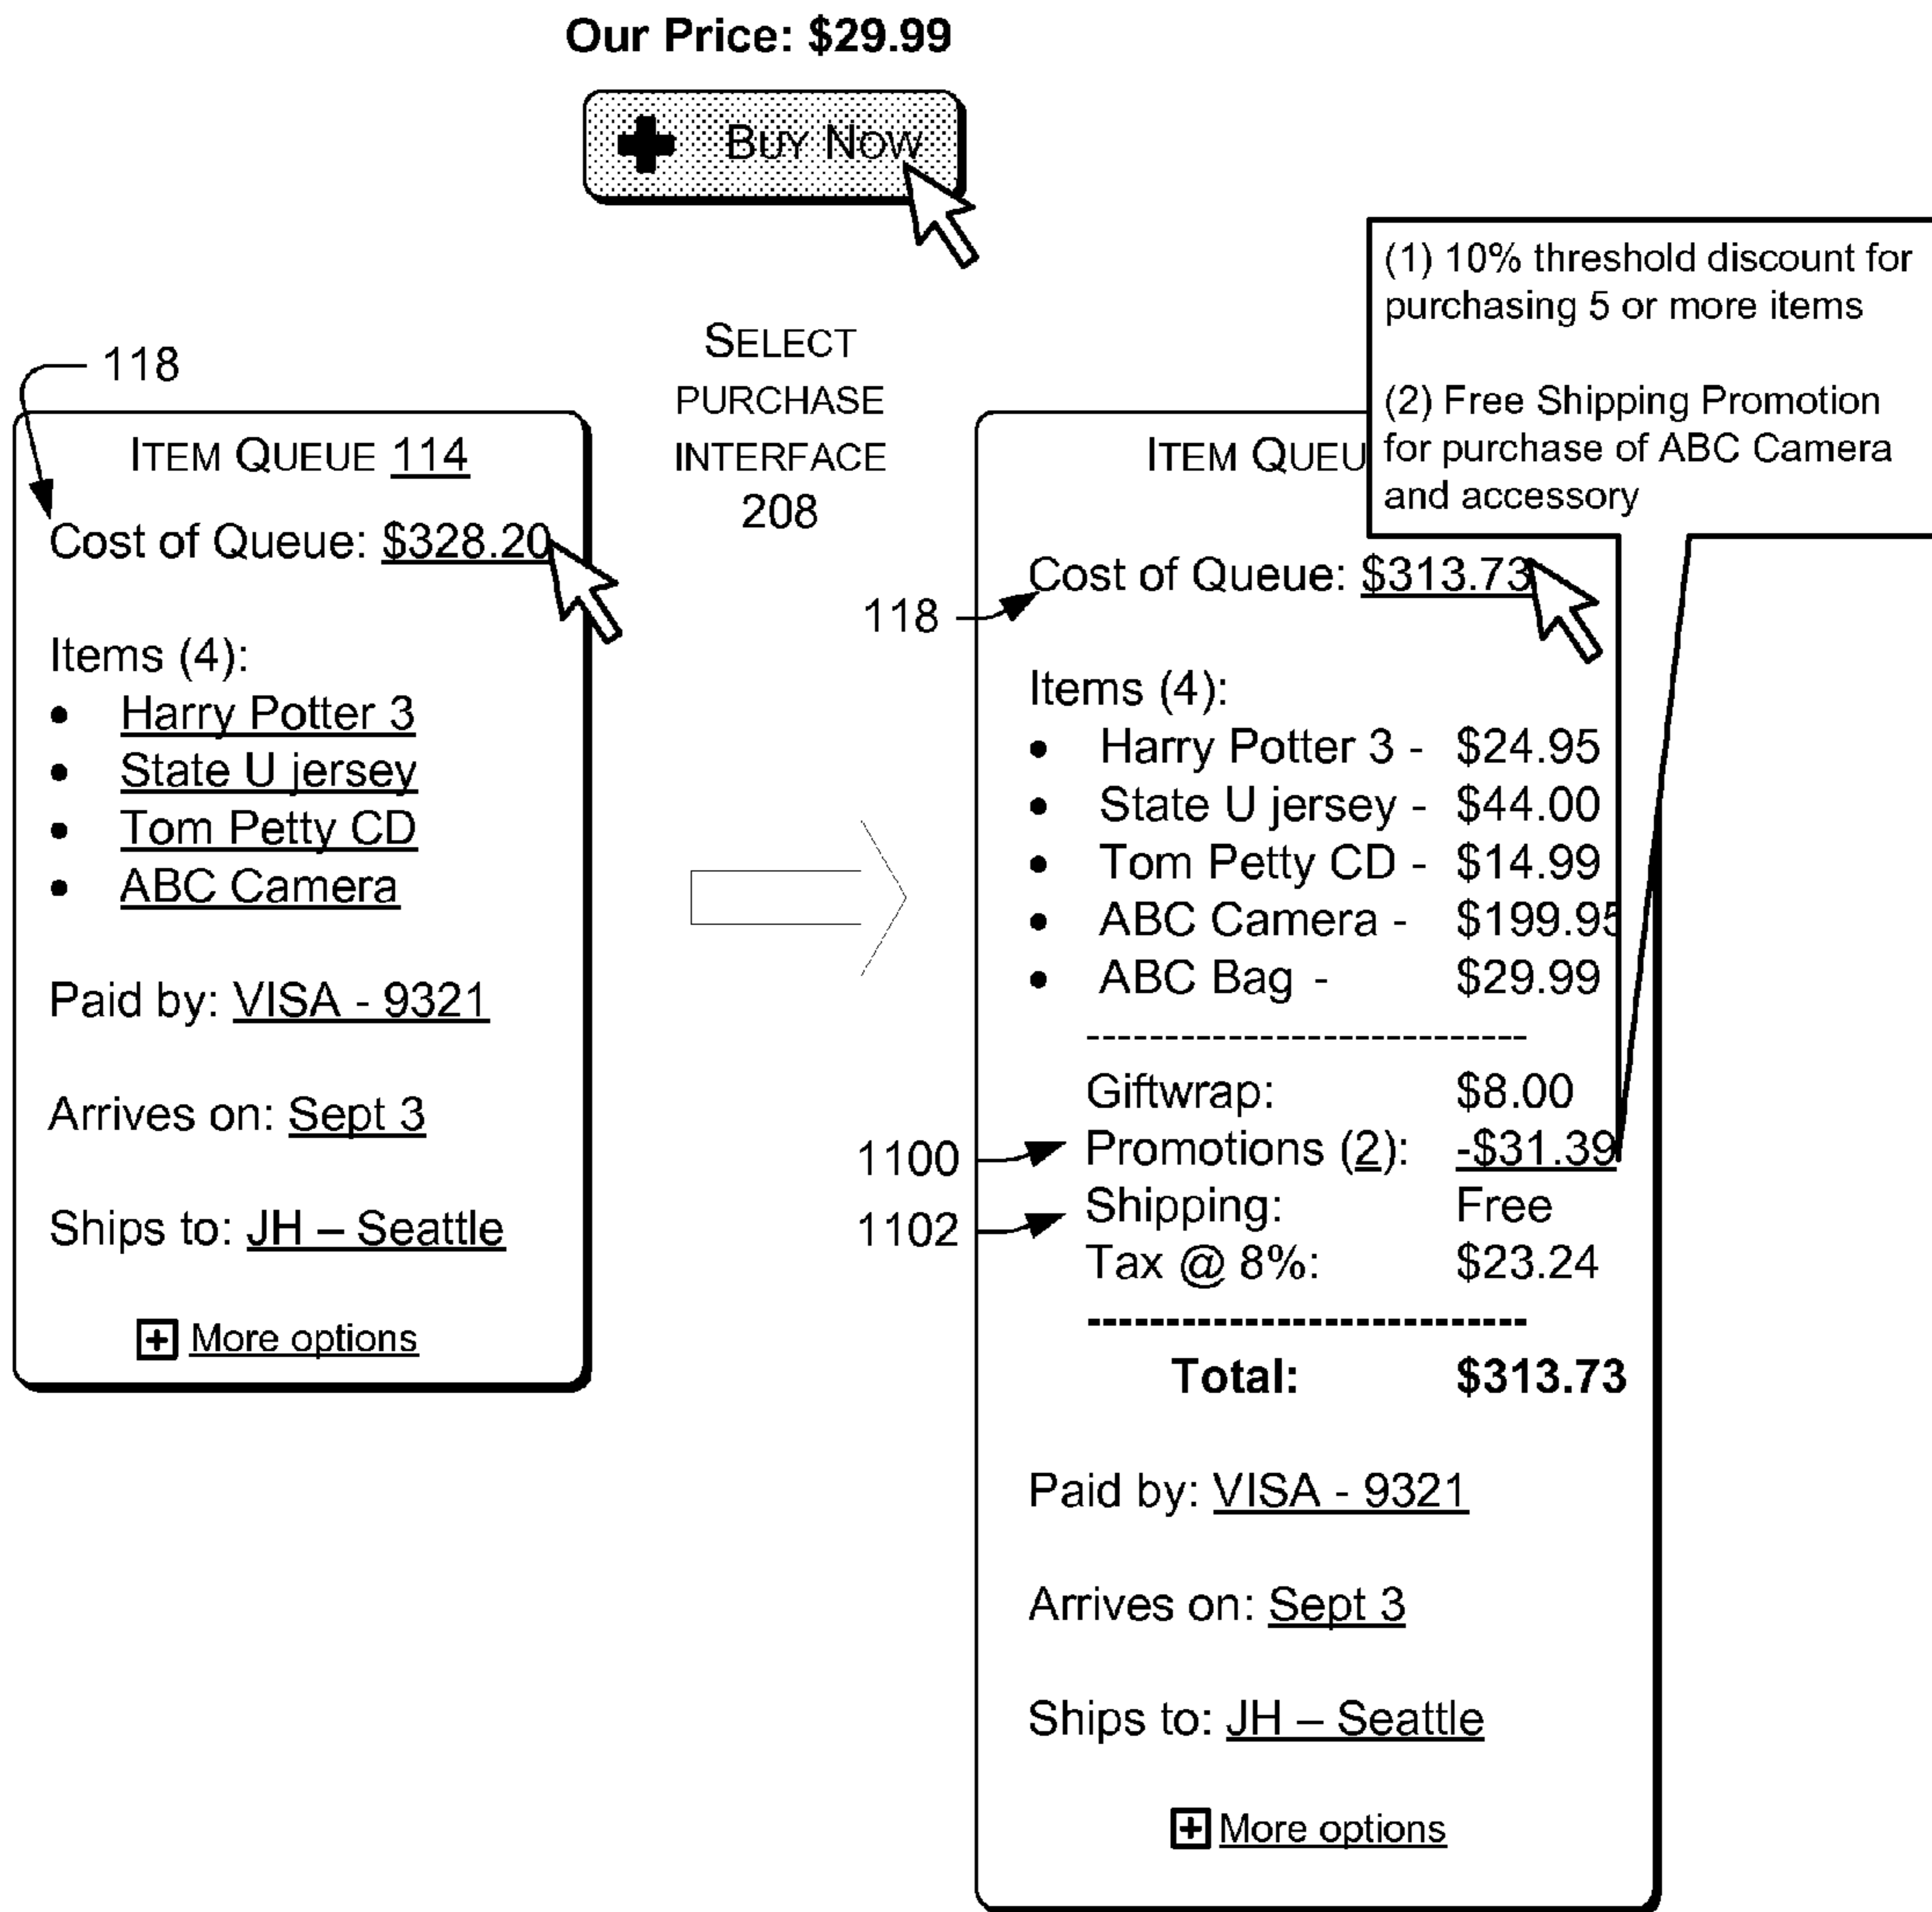 Our Price: $29.99
BUY NOW
118
ITEM QUEUE 114
Cost of Queue: $328.20
Items (4):
• Harry Potter 3
• State U jersey
• Tom Petty CD
• ABC Camera
Paid by: VISA - 9321
Arrives on: Sept 3
Ships to: JH – Seattle
+ More options
SELECT
PURCHASE
INTERFACE
208
(1) 10% threshold discount for
purchasing 5 or more items
(2) Free Shipping Promotion
for purchase of ABC Camera
and accessory
ITEM QUEU
Cost of Queue: $313.73
118
Items (4):
• Harry Potter 3 - $24.95
• State U jersey - $44.00
• Tom Petty CD - $14.99
• ABC Camera - $199.95
• ABC Bag - $29.99
----------------------------
Giftwrap: $8.00
1100 Promotions (2): -$31.39
Shipping: Free
1102
Tax @ 8%: $23.24
----------------------------
Total: $313.73
Paid by: VISA - 9321
Arrives on: Sept 3
Ships to: JH – Seattle
+ More options